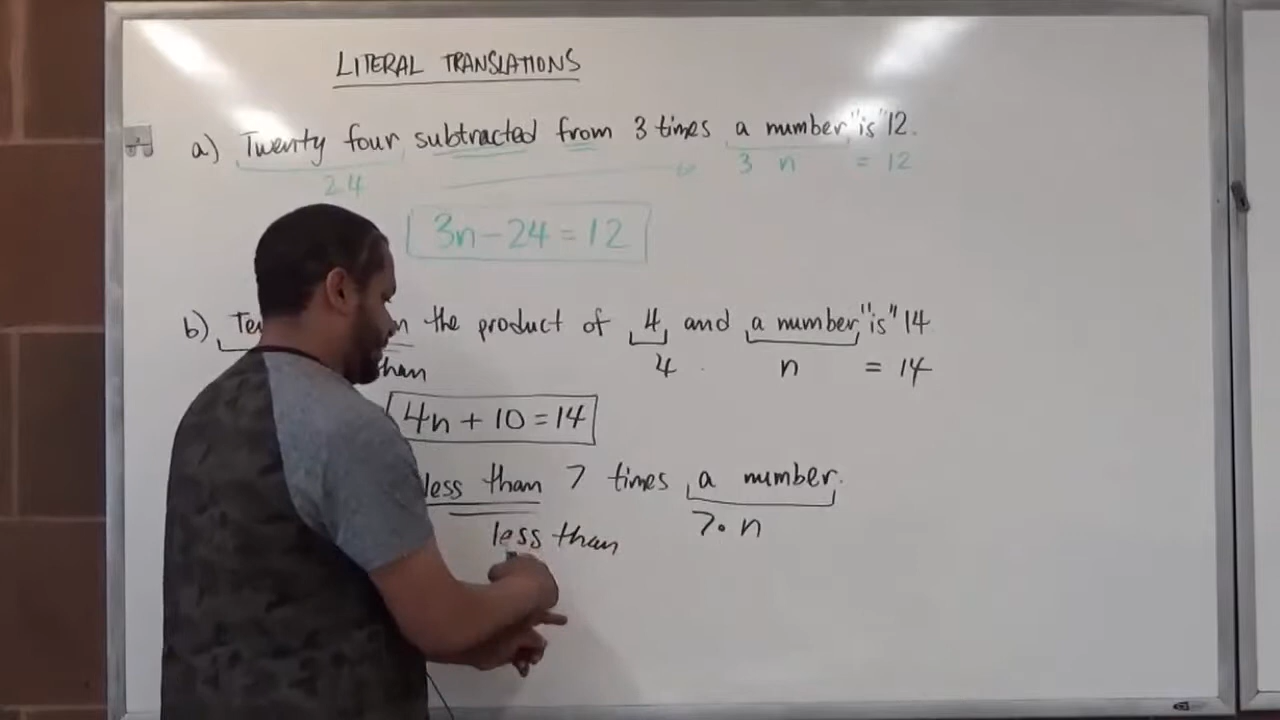 LITERAL TRANSLATIONS
a) Twenty four subtracted from 3 times a number "is" 12.
24 3 n = 12
3n - 24 = 12
b) the product of 4 and a number "is" 14
than 4 . n = 14
4n + 10 = 14
less than 7 times a number.
less than 7 • n